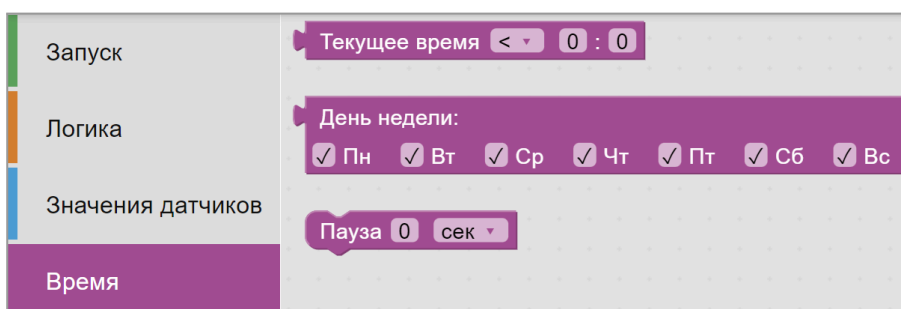 Запуск
Логика
Значения датчиков
Время
Текущее время < 0 : 0
День недели:
✓ Пн ✓ Вт ✓ Ср ✓ Чт ✓ Пт ✓ Сб ✓ Вс
Пауза 0 сек